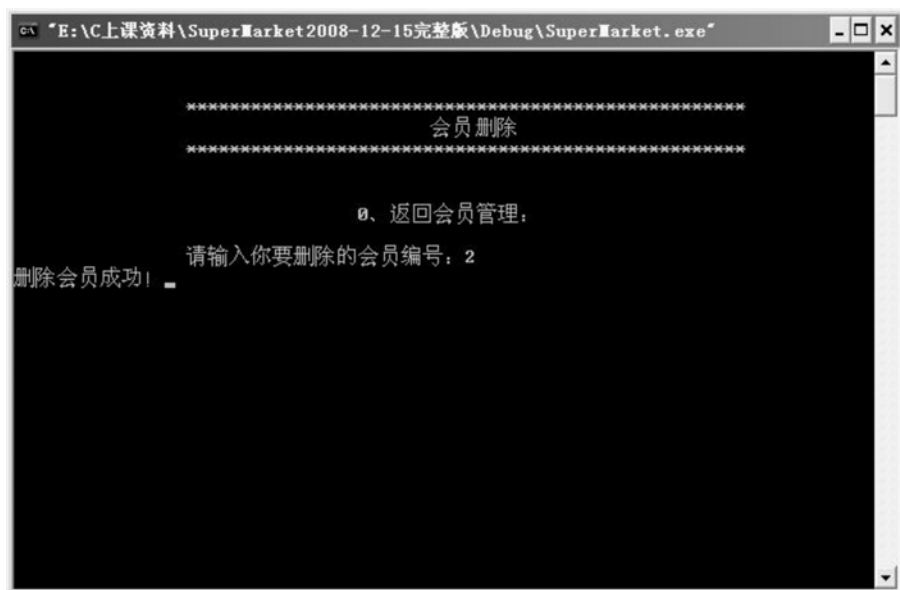 "E:\C上课资料\SuperMarket2008-12-15完整版\Debug\SuperMarket.exe"
****************************************************
会员删除
****************************************************
0、返回会员管理:
请输入你要删除的会员编号:2
删除会员成功!